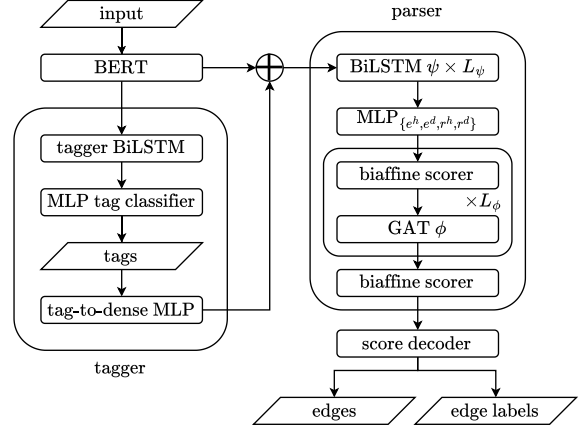 input
BERT
tagger BiLSTM
MLP tag classifier
tags
tag-to-dense MLP
tagger
parser
BiLSTM ψ × L_ψ
MLP_{e^h,e^d,r^h,r^d}
biaffine scorer
×L_ϕ
GAT ϕ
biaffine scorer
score decoder
edges
edge labels